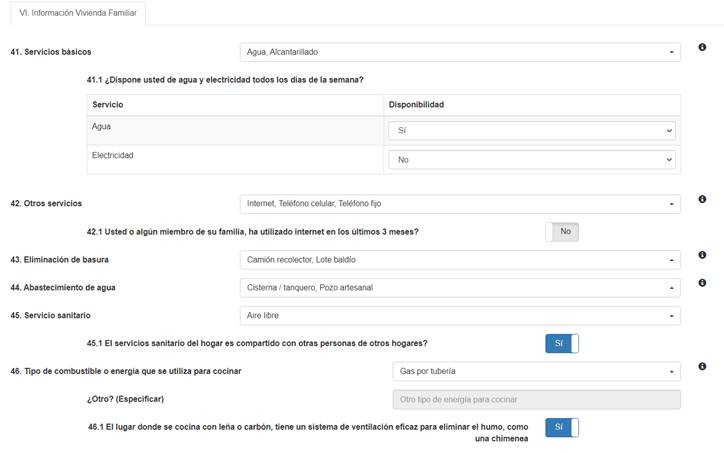 VI. Información Vivienda Familiar
41. Servicios básicos
Agua, Alcantarillado
41.1 ¿Dispone usted de agua y electricidad todos los días de la semana?
Servicio
Disponibilidad
Agua
Sí
Electricidad
No
42. Otros servicios
Internet, Teléfono celular, Teléfono fijo
42.1 Usted o algún miembro de su familia, ha utilizado internet en los últimos 3 meses?
No
43. Eliminación de basura
Camión recolector, Lote baldío
44. Abastecimiento de agua
Cisterna / tanquero, Pozo artesanal
45. Servicio sanitario
Aire libre
45.1 El servicios sanitario del hogar es compartido con otras personas de otros hogares?
Sí
46. Tipo de combustible o energía que se utiliza para cocinar
Gas por tubería
¿Otro? (Especificar)
Otro tipo de energía para cocinar
46.1 El lugar donde se cocina con leña o carbón, tiene un sistema de ventilación eficaz para eliminar el humo, como
una chimenea
Sí